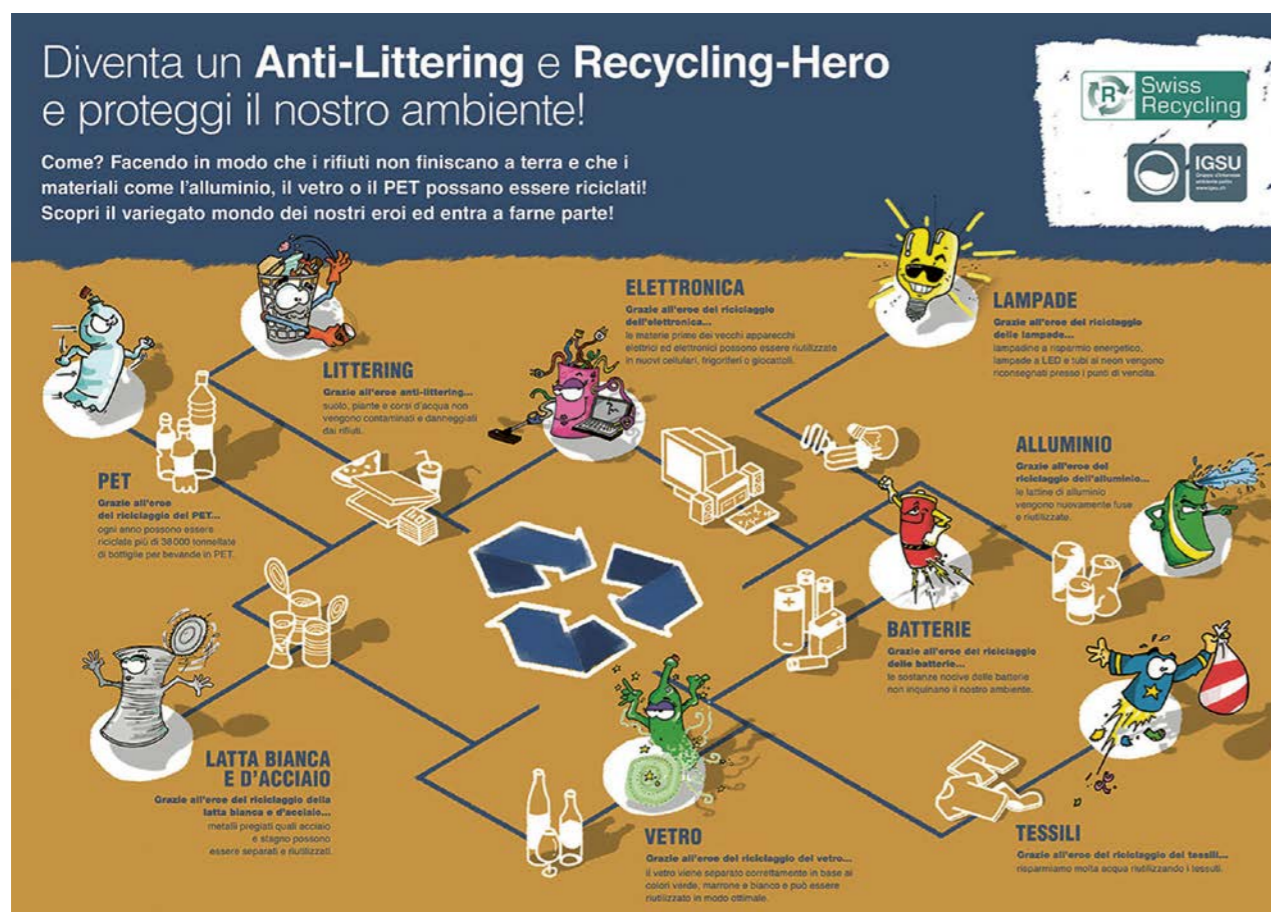 Diventa un Anti-Littering e Recycling-Hero
e proteggi il nostro ambiente!
Come? Facendo in modo che i rifiuti non finiscano a terra e che i
materiali come l'alluminio, il vetro o il PET possano essere riciclati!
Scopri il variegato mondo dei nostri eroi ed entra a farne parte!
Swiss
Recycling
IGSU
www.igsu.ch
LITTERING
Grazie all'eroe anti-littering...
suolo, piante e corsi d'acqua non
vengono contaminati e danneggiati
dai rifiuti.
ELETTRONICA
Grazie all'eroe del riciclaggio
dell'elettronica...
le materie prime dei vecchi apparecchi
elettrici ed elettronici possono essere riutilizzate
in nuovi cellulari, frigoriferi o giocattoli.
LAMPADE
Grazie all'eroe del riciclaggio
delle lampade...
lampadine a risparmio energetico,
lampade a LED e tubi al neon vengono
riconsegnati presso i punti di vendita.
PET
Grazie all'eroe
del riciclaggio del PET...
ogni anno possono essere
riciclate più di 38000 tonnellate
di bottiglie per bevande in PET.
ALLUMINIO
Grazie all'eroe del
riciclaggio dell'alluminio...
le lattine di alluminio
vengono nuovamente fuse
e riutilizzate.
BATTERIE
Grazie all'eroe del riciclaggio
delle batterie...
le sostanze nocive delle batterie
non inquinano il nostro ambiente.
LATTA BIANCA
E D'ACCIAIO
Grazie all'eroe del riciclaggio della
latta bianca e d'acciaio...
metalli pregiati quali acciaio
e stagno possono
essere separati e riutilizzati.
VETRO
Grazie all'eroe del riciclaggio del vetro...
il vetro viene separato correttamente in base ai
colori verde, marrone e bianco e può essere
riutilizzato in modo ottimale.
TESSILI
Grazie all'eroe del riciclaggio dei tessili...
risparmiamo molta acqua riutilizzando i tessuti.